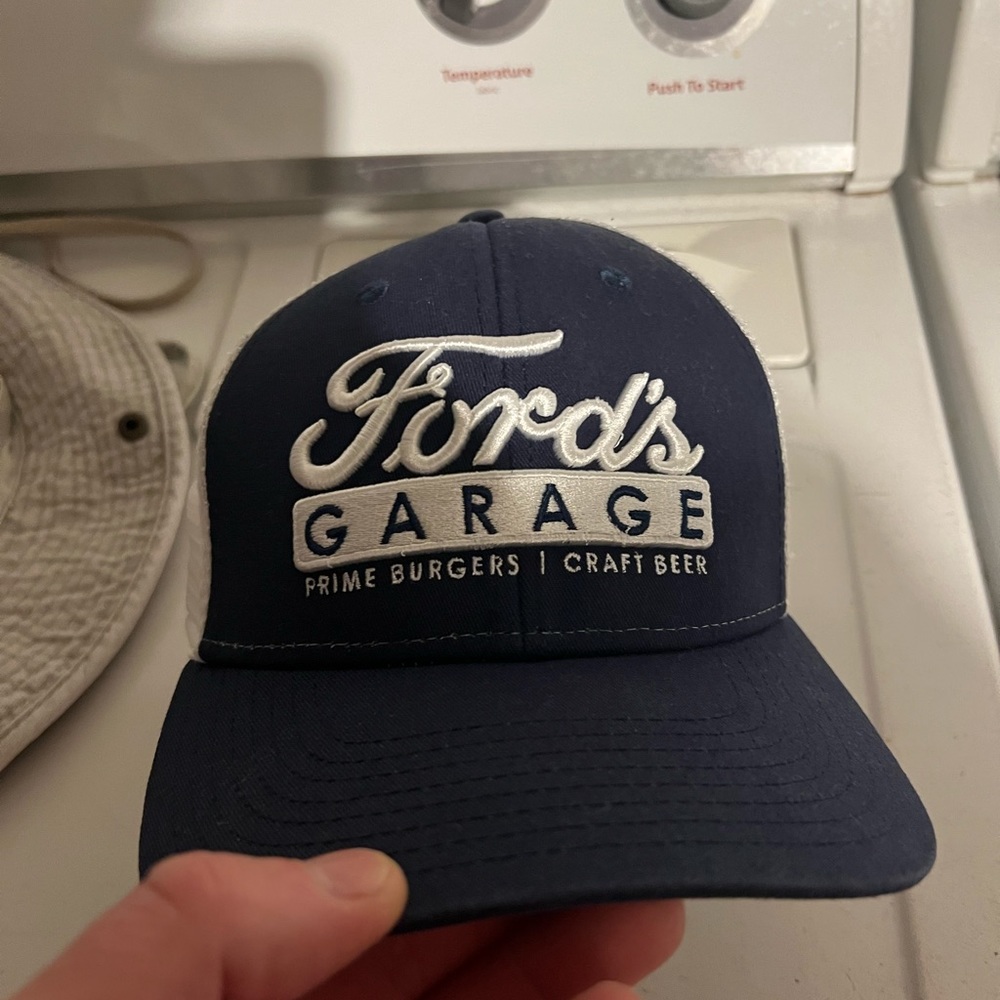 Temperature
Push To Start
Ford's
GARAGE
PRIME BURGERS | CRAFT BEER